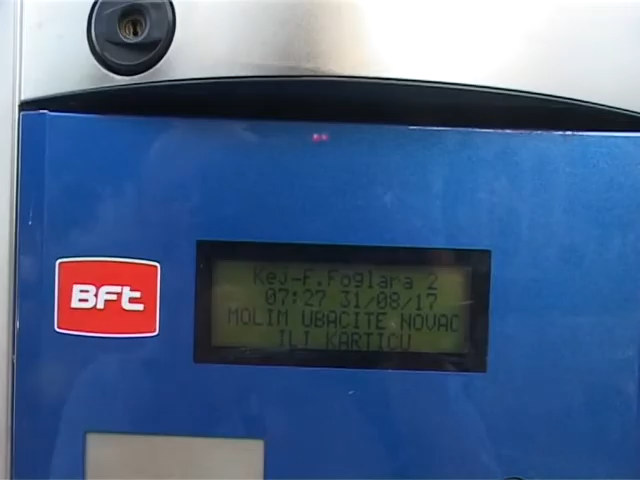 BFt
KeJ-F.Foglara 2
07:27 31/08/17
MOLIM UBACITE NOVAC
ILI KARTICU